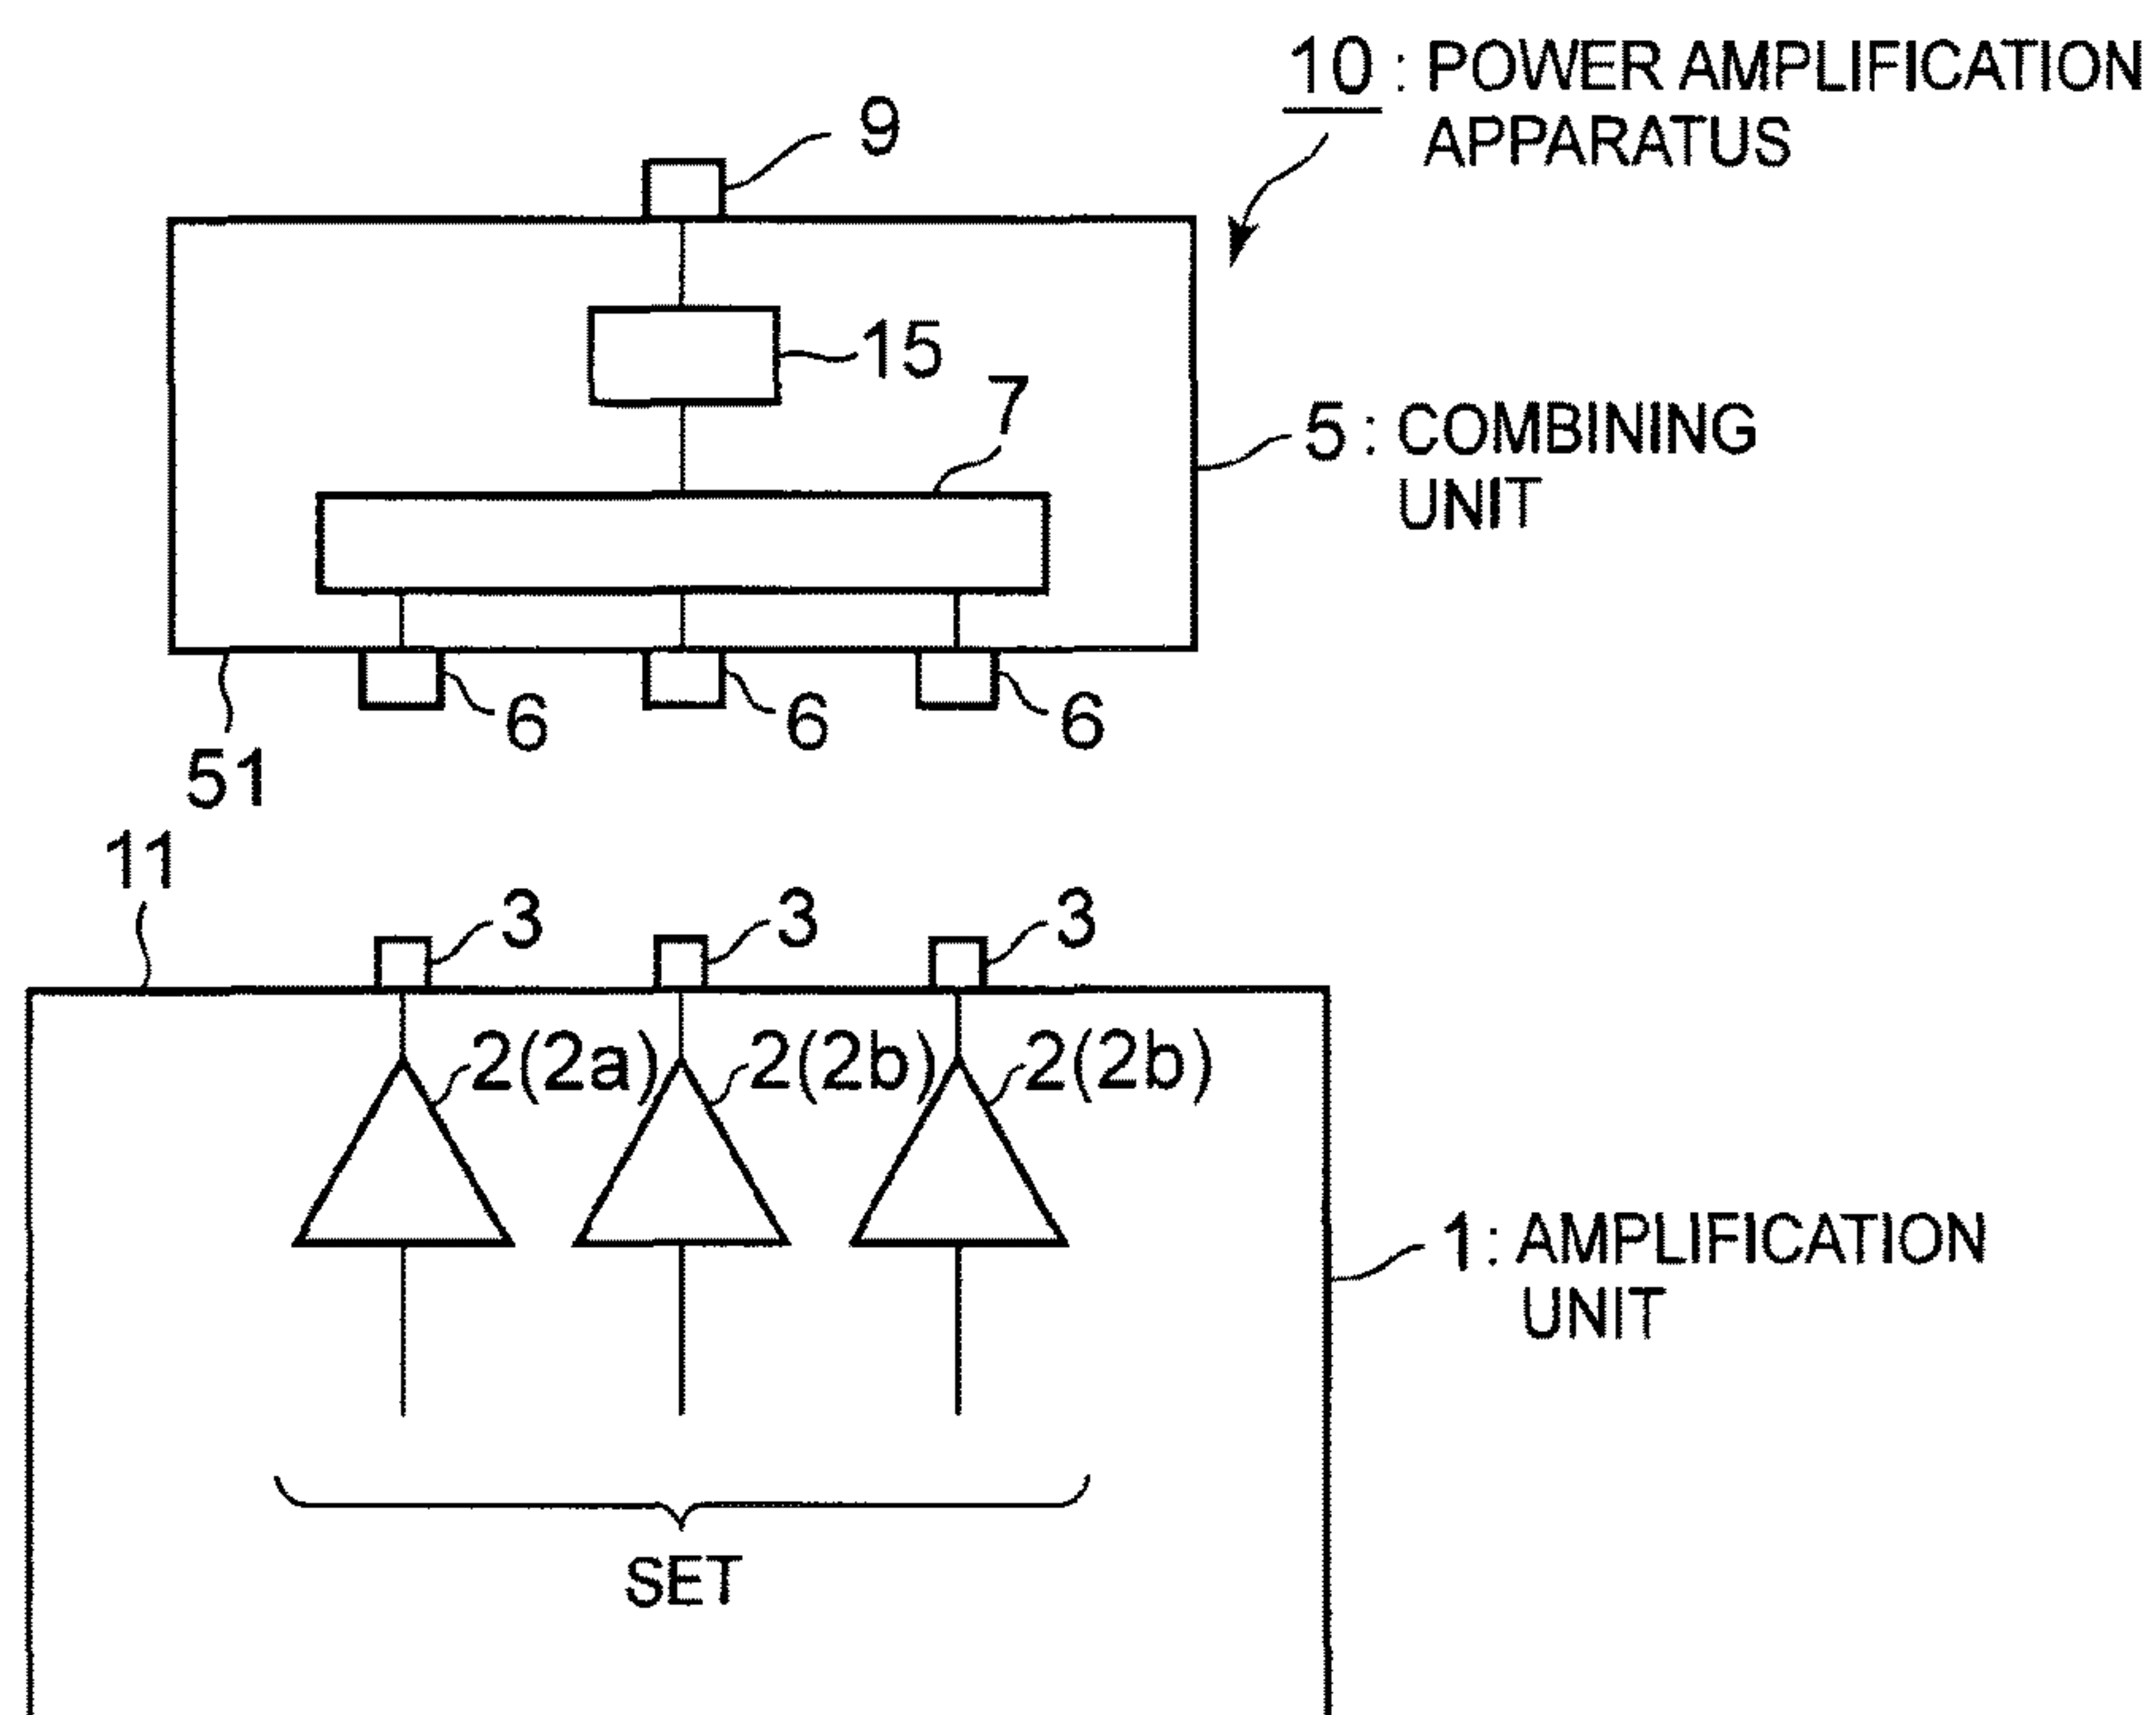 10 : POWER AMPLIFICATION
APPARATUS
9
15
7
5 : COMBINING
UNIT
6 6 6
51
11
3 3 3
2(2a) 2(2b) 2(2b)
1 : AMPLIFICATION
UNIT
SET